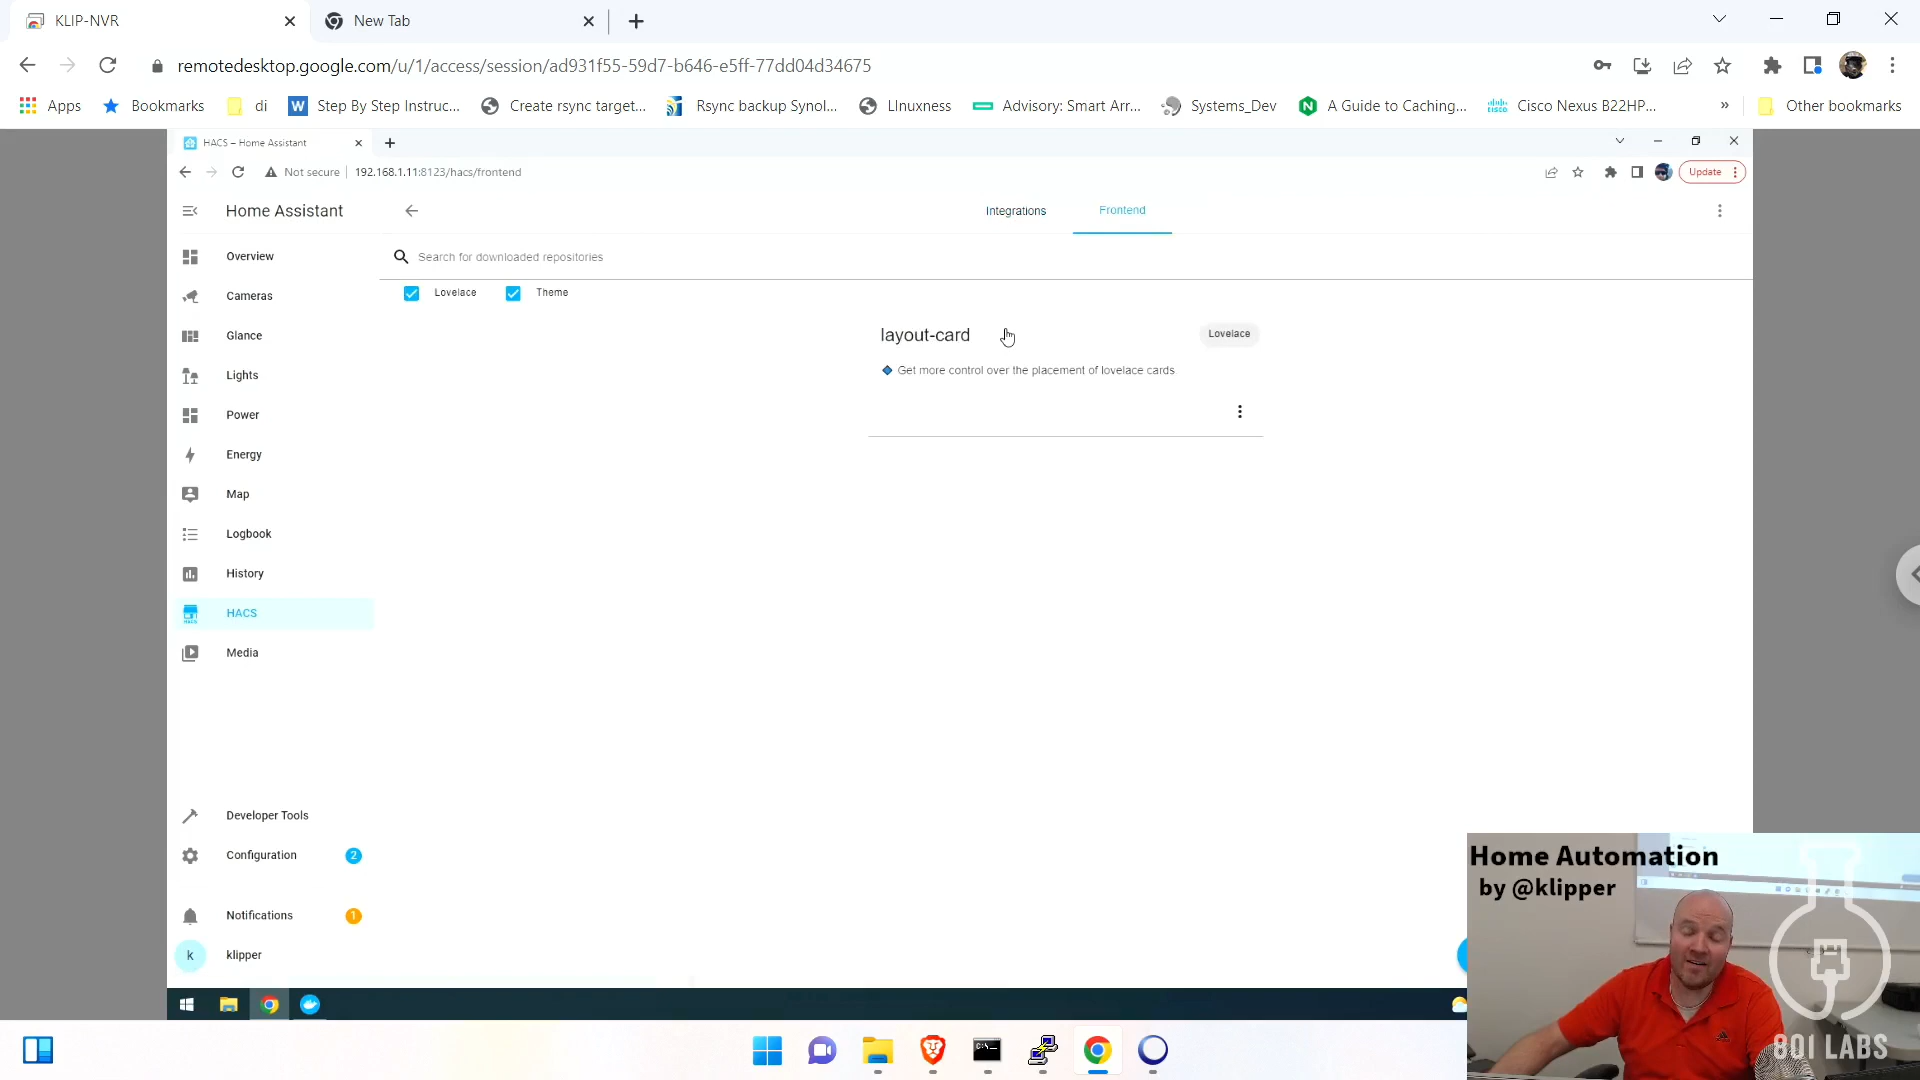 KLIP-NVR
New Tab
remotedesktop.google.com/u/1/access/session/ad931f55-59d7-b646-e5ff-77dd04d34675
Apps Bookmarks di Step By Step Instruc... Create rsync target... Rsync backup Synol... LInuxness Advisory: Smart Arr... Systems_Dev A Guide to Caching... Cisco Nexus B22HP... » Other bookmarks
HACS – Home Assistant
Not secure 192.168.1.11:8123/hacs/frontend Update
Home Assistant Integrations Frontend
Overview
Search for downloaded repositories
Lovelace Theme
Cameras
layout-card Lovelace
Glance
Get more control over the placement of lovelace cards.
Lights
Power
Energy
Map
Logbook
History
HACS
Media
Developer Tools
Configuration 2
Notifications 1
k klipper
Home Automation
by @klipper
801 LABS